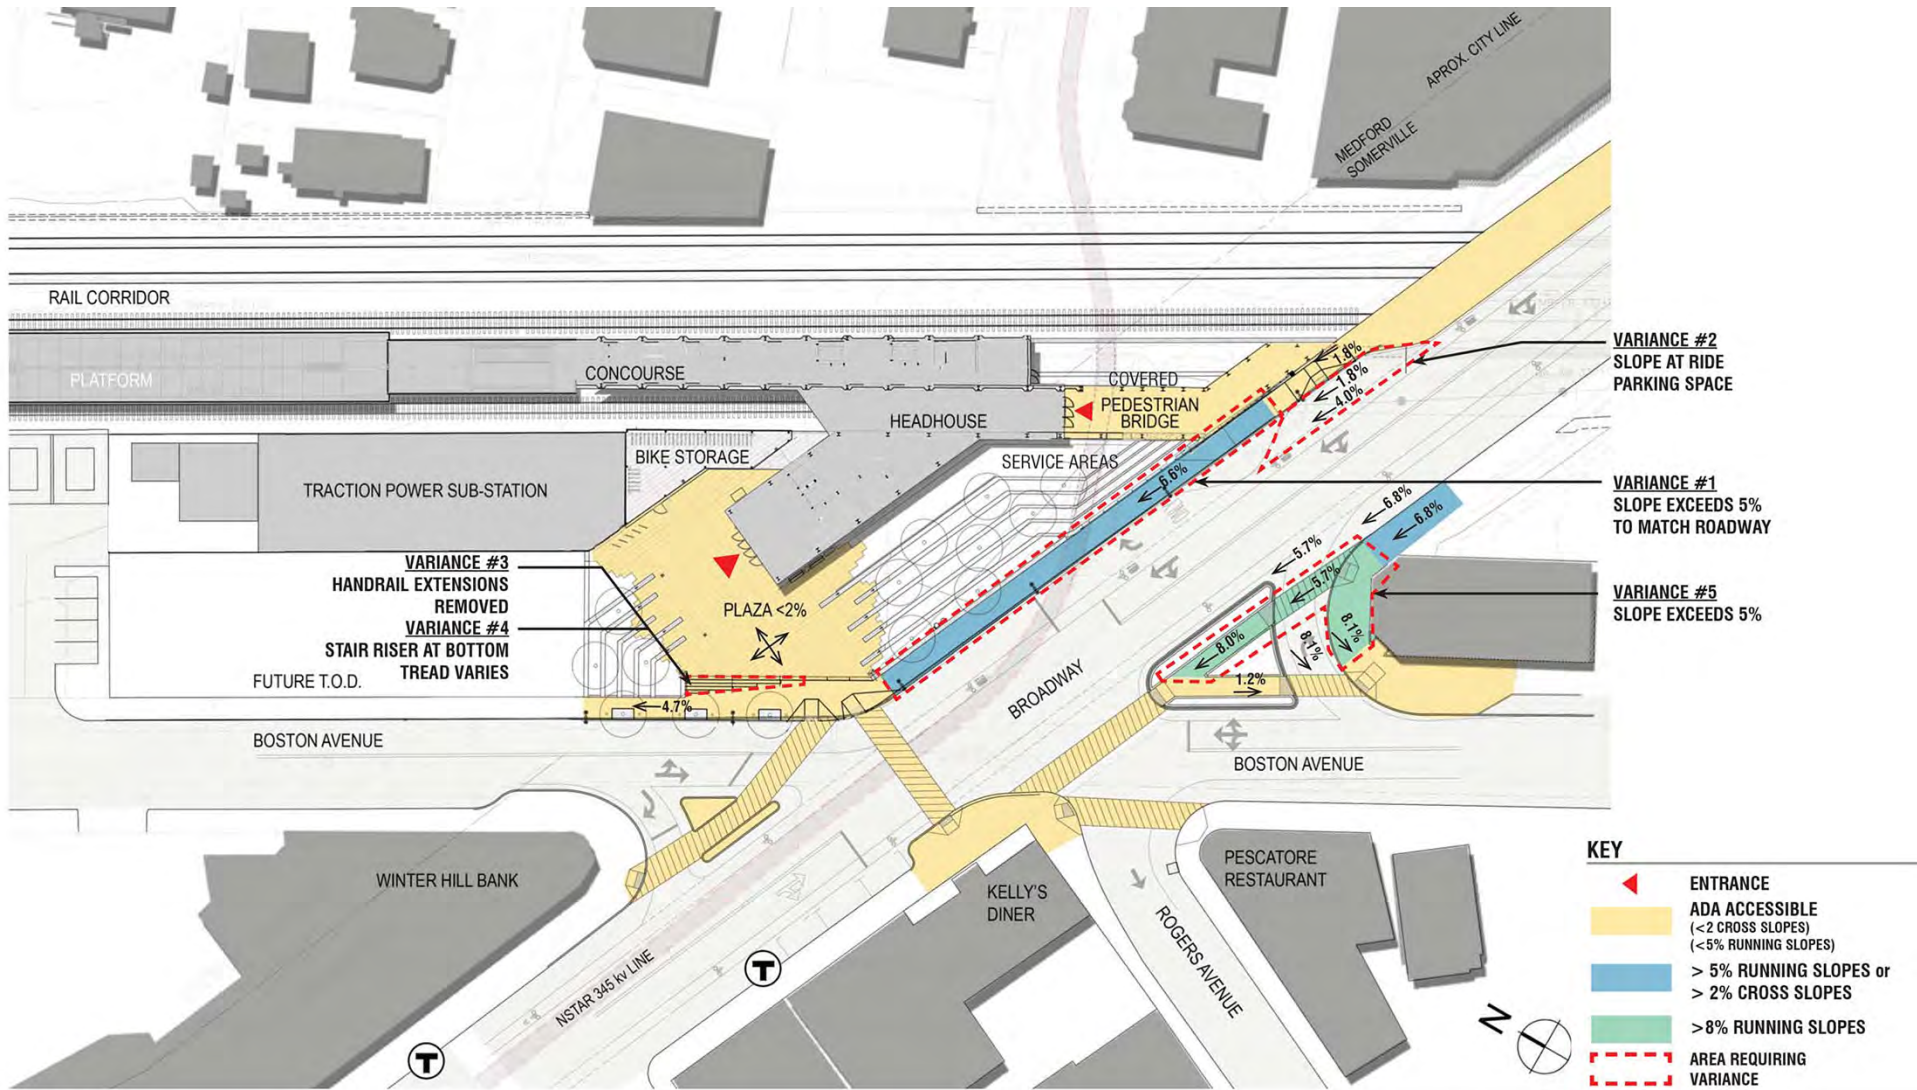 APROX. CITY LINE
MEDFORD
SOMERVILLE
RAIL CORRIDOR
PLATFORM
CONCOURSE
HEADHOUSE
COVERED
PEDESTRIAN
BRIDGE
1.8%
1.8%
4.0%
VARIANCE #2
SLOPE AT RIDE
PARKING SPACE
BIKE STORAGE
SERVICE AREAS
TRACTION POWER SUB-STATION
6.6%
VARIANCE #1
SLOPE EXCEEDS 5%
TO MATCH ROADWAY
6.8%
6.8%
5.7%
5.7%
8.0%
8.1%
8.1%
1.2%
VARIANCE #5
SLOPE EXCEEDS 5%
VARIANCE #3
HANDRAIL EXTENSIONS
REMOVED
VARIANCE #4
STAIR RISER AT BOTTOM
TREAD VARIES
PLAZA <2%
FUTURE T.O.D.
4.7%
BROADWAY
BOSTON AVENUE
BOSTON AVENUE
WINTER HILL BANK
KELLY'S
DINER
PESCATORE
RESTAURANT
ROGERS AVENUE
NSTAR 345 kv LINE
T
T
N
KEY
ENTRANCE
ADA ACCESSIBLE
(<2 CROSS SLOPES)
(<5% RUNNING SLOPES)
> 5% RUNNING SLOPES or
> 2% CROSS SLOPES
>8% RUNNING SLOPES
AREA REQUIRING
VARIANCE